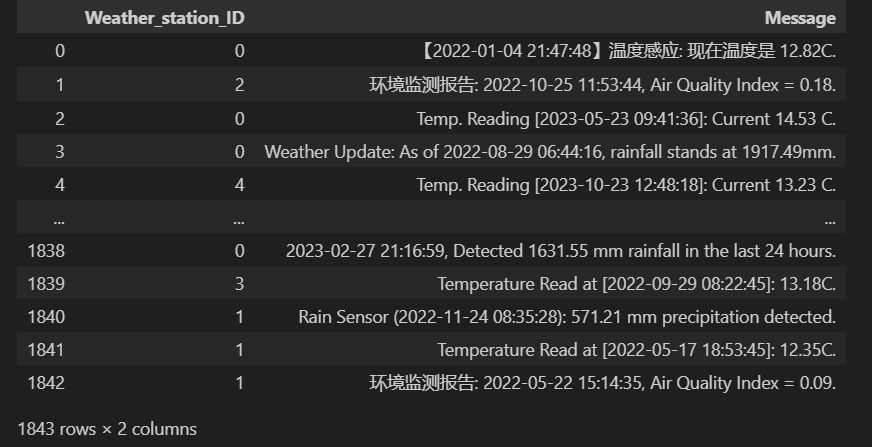 Weather_station_ID Message
0 0 【2022-01-04 21:47:48】温度感应: 现在温度是 12.82C.
1 2 环境监测报告: 2022-10-25 11:53:44, Air Quality Index = 0.18.
2 0 Temp. Reading [2023-05-23 09:41:36]: Current 14.53 C.
3 0 Weather Update: As of 2022-08-29 06:44:16, rainfall stands at 1917.49mm.
4 4 Temp. Reading [2023-10-23 12:48:18]: Current 13.23 C.
... ... ...
1838 0 2023-02-27 21:16:59, Detected 1631.55 mm rainfall in the last 24 hours.
1839 3 Temperature Read at [2022-09-29 08:22:45]: 13.18C.
1840 1 Rain Sensor (2022-11-24 08:35:28): 571.21 mm precipitation detected.
1841 1 Temperature Read at [2022-05-17 18:53:45]: 12.35C.
1842 1 环境监测报告: 2022-05-22 15:14:35, Air Quality Index = 0.09.
1843 rows × 2 columns